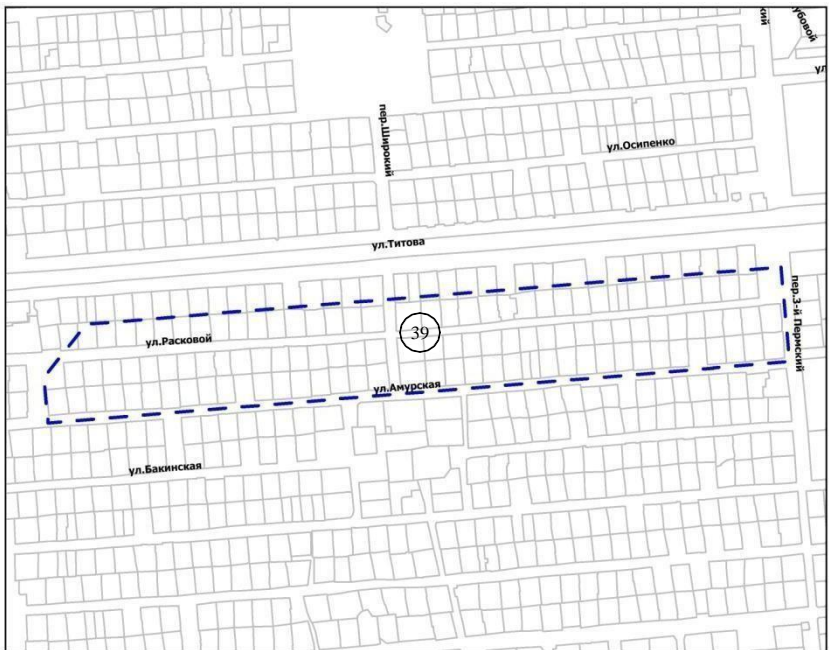 пер.Широкий
ул.Осипенко
ул.Титова
пер.3-й Пермский
ул.Расковой
39
ул.Амурская
ул.Бакинская